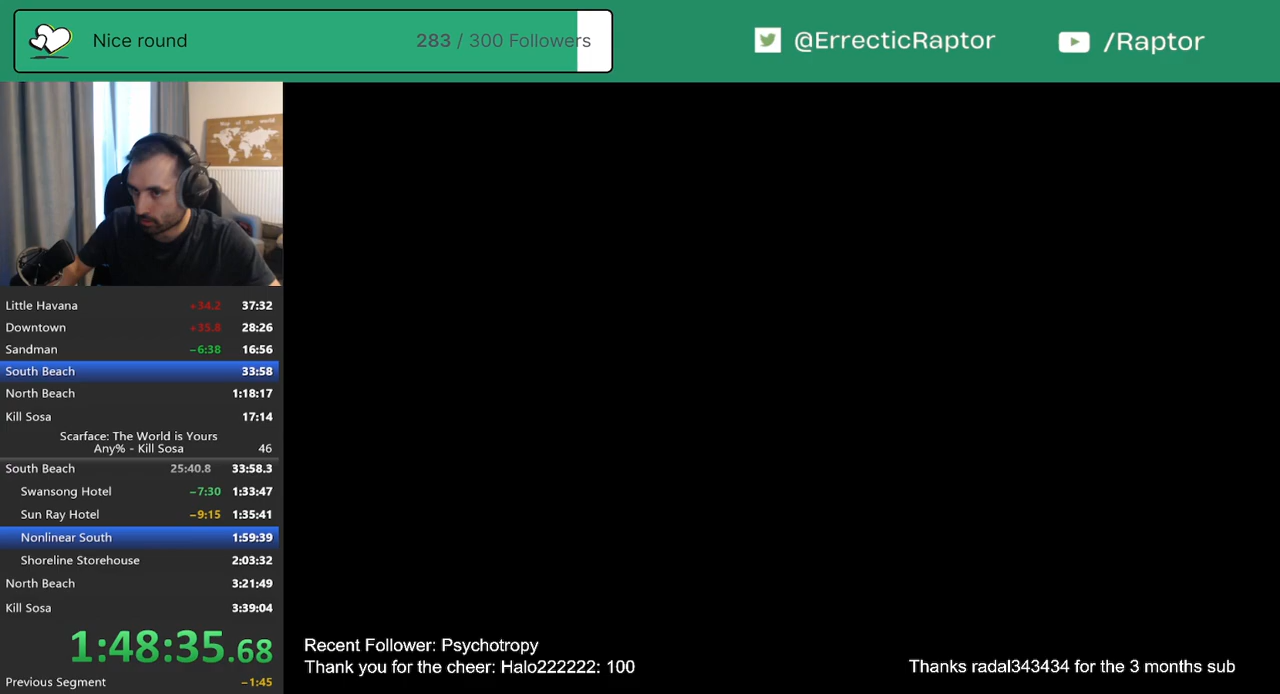 Nice round
283 / 300 Followers
@ErrecticRaptor
/Raptor
Little Havana +34.2 37:32
Downtown +35.8 28:26
Sandman −6:38 16:56
South Beach 33:58
North Beach 1:18:17
Kill Sosa 17:14
Scarface: The World is Yours
Any% - Kill Sosa 46
South Beach 25:40.8 33:58.3
Swansong Hotel −7:30 1:33:47
Sun Ray Hotel −9:15 1:35:41
Nonlinear South 1:59:39
Shoreline Storehouse 2:03:32
North Beach 3:21:49
Kill Sosa 3:39:04
1:48:35.68
Previous Segment −1:45
Recent Follower: Psychotropy
Thank you for the cheer: Halo222222: 100
Thanks radal343434 for the 3 months sub